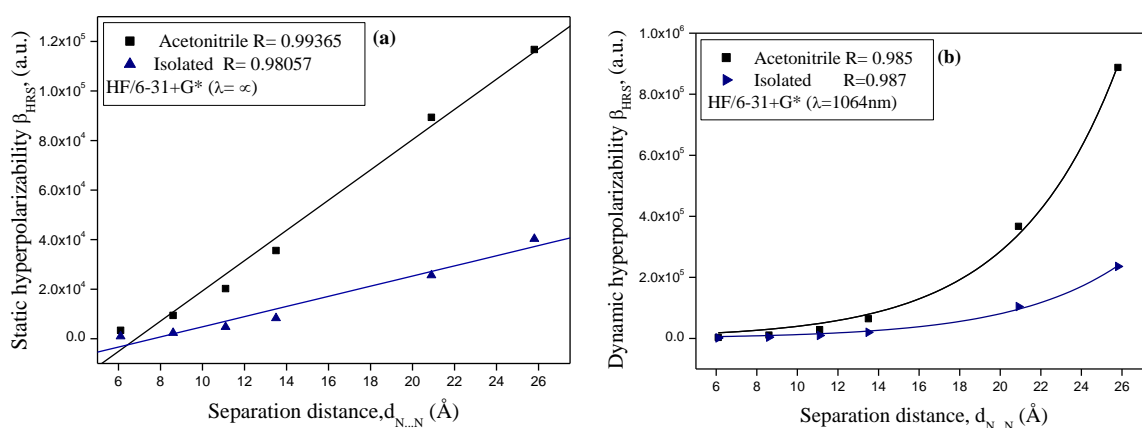 (a)
Acetonitrile R= 0.99365
Isolated R= 0.98057
HF/6-31+G* (λ= ∝)
Static hyperpolarizability β_HRS, (a.u.)
1.2x10^5
1.0x10^5
8.0x10^4
6.0x10^4
4.0x10^4
2.0x10^4
0.0
6 8 10 12 14 16 18 20 22 24 26
Separation distance,d_N...N (Å)
(b)
Acetonitrile R= 0.985
Isolated R=0.987
HF/6-31+G* (λ=1064nm)
Dynamic hyperpolarizability β_HRS, (a.u.)
1.0x10^6
8.0x10^5
6.0x10^5
4.0x10^5
2.0x10^5
0.0
6 8 10 12 14 16 18 20 22 24 26
Separation distance, d_N...N (Å)